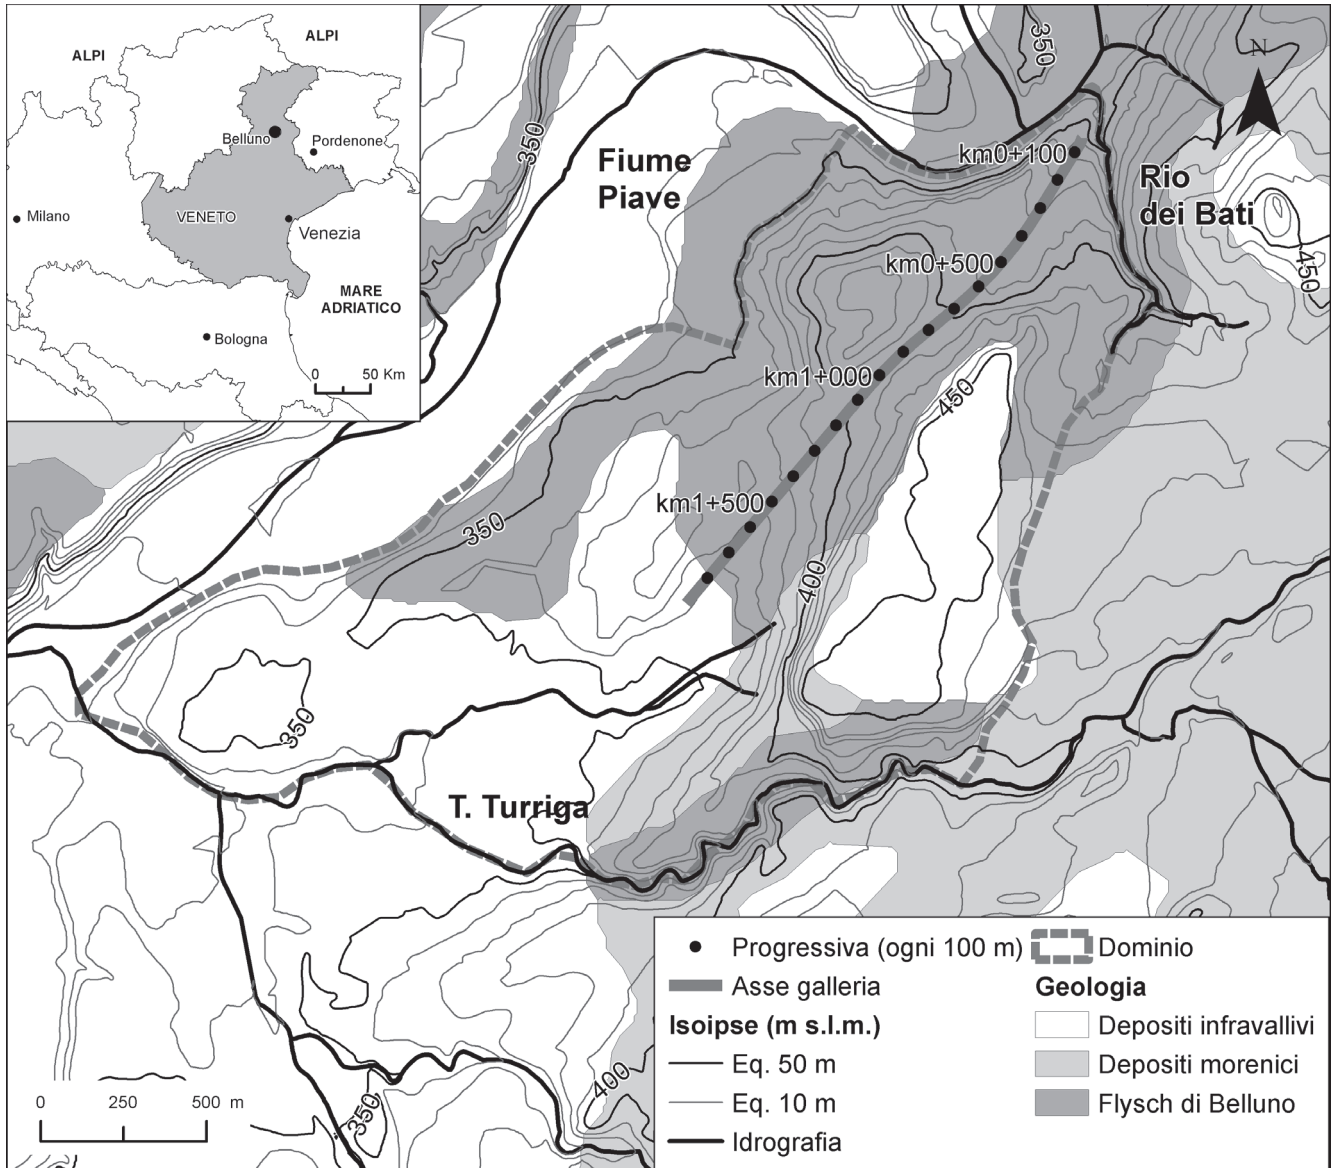 ALPI
ALPI
Belluno
Pordenone
Milano
VENETO
Venezia
MARE
ADRIATICO
Bologna
0 50 Km
350
350
N
Fiume
Piave
km0+100
Rio
dei Bati
km0+500
450
km1+000
450
km1+500
350
400
350
T. Turriga
400
350
0 250 500 m
Progressiva (ogni 100 m)
Asse galleria
Isoipse (m s.l.m.)
Eq. 50 m
Eq. 10 m
Idrografia
Dominio
Geologia
Depositi infravallivi
Depositi morenici
Flysch di Belluno